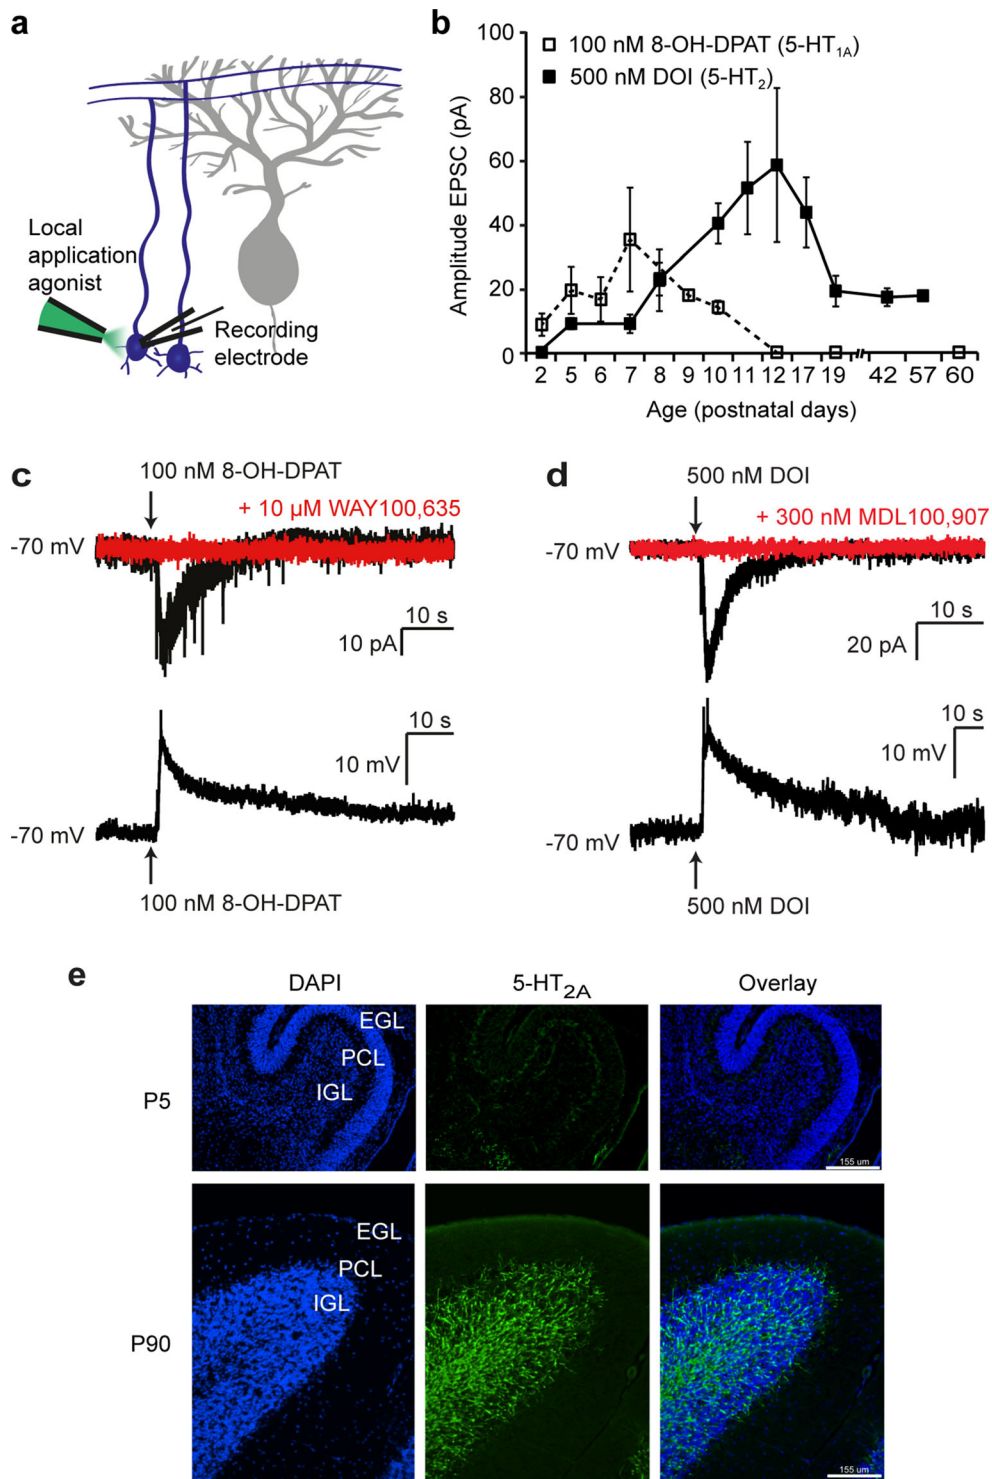 a
Local
application
agonist
Recording
electrode
b
100 nM 8-OH-DPAT (5-HT1A)
500 nM DOI (5-HT2)
Amplitude EPSC (pA)
100
80
60
40
20
0
2 5 6 7 8 9 10 11 12 17 19 42 57 60
Age (postnatal days)
c
100 nM 8-OH-DPAT
+ 10 µM WAY100,635
-70 mV
10 s
10 pA
10 s
10 mV
-70 mV
100 nM 8-OH-DPAT
d
500 nM DOI
+ 300 nM MDL100,907
-70 mV
10 s
20 pA
10 s
10 mV
-70 mV
500 nM DOI
e
DAPI 5-HT2A Overlay
P5
EGL
PCL
IGL
155 um
P90
EGL
PCL
IGL
155 um